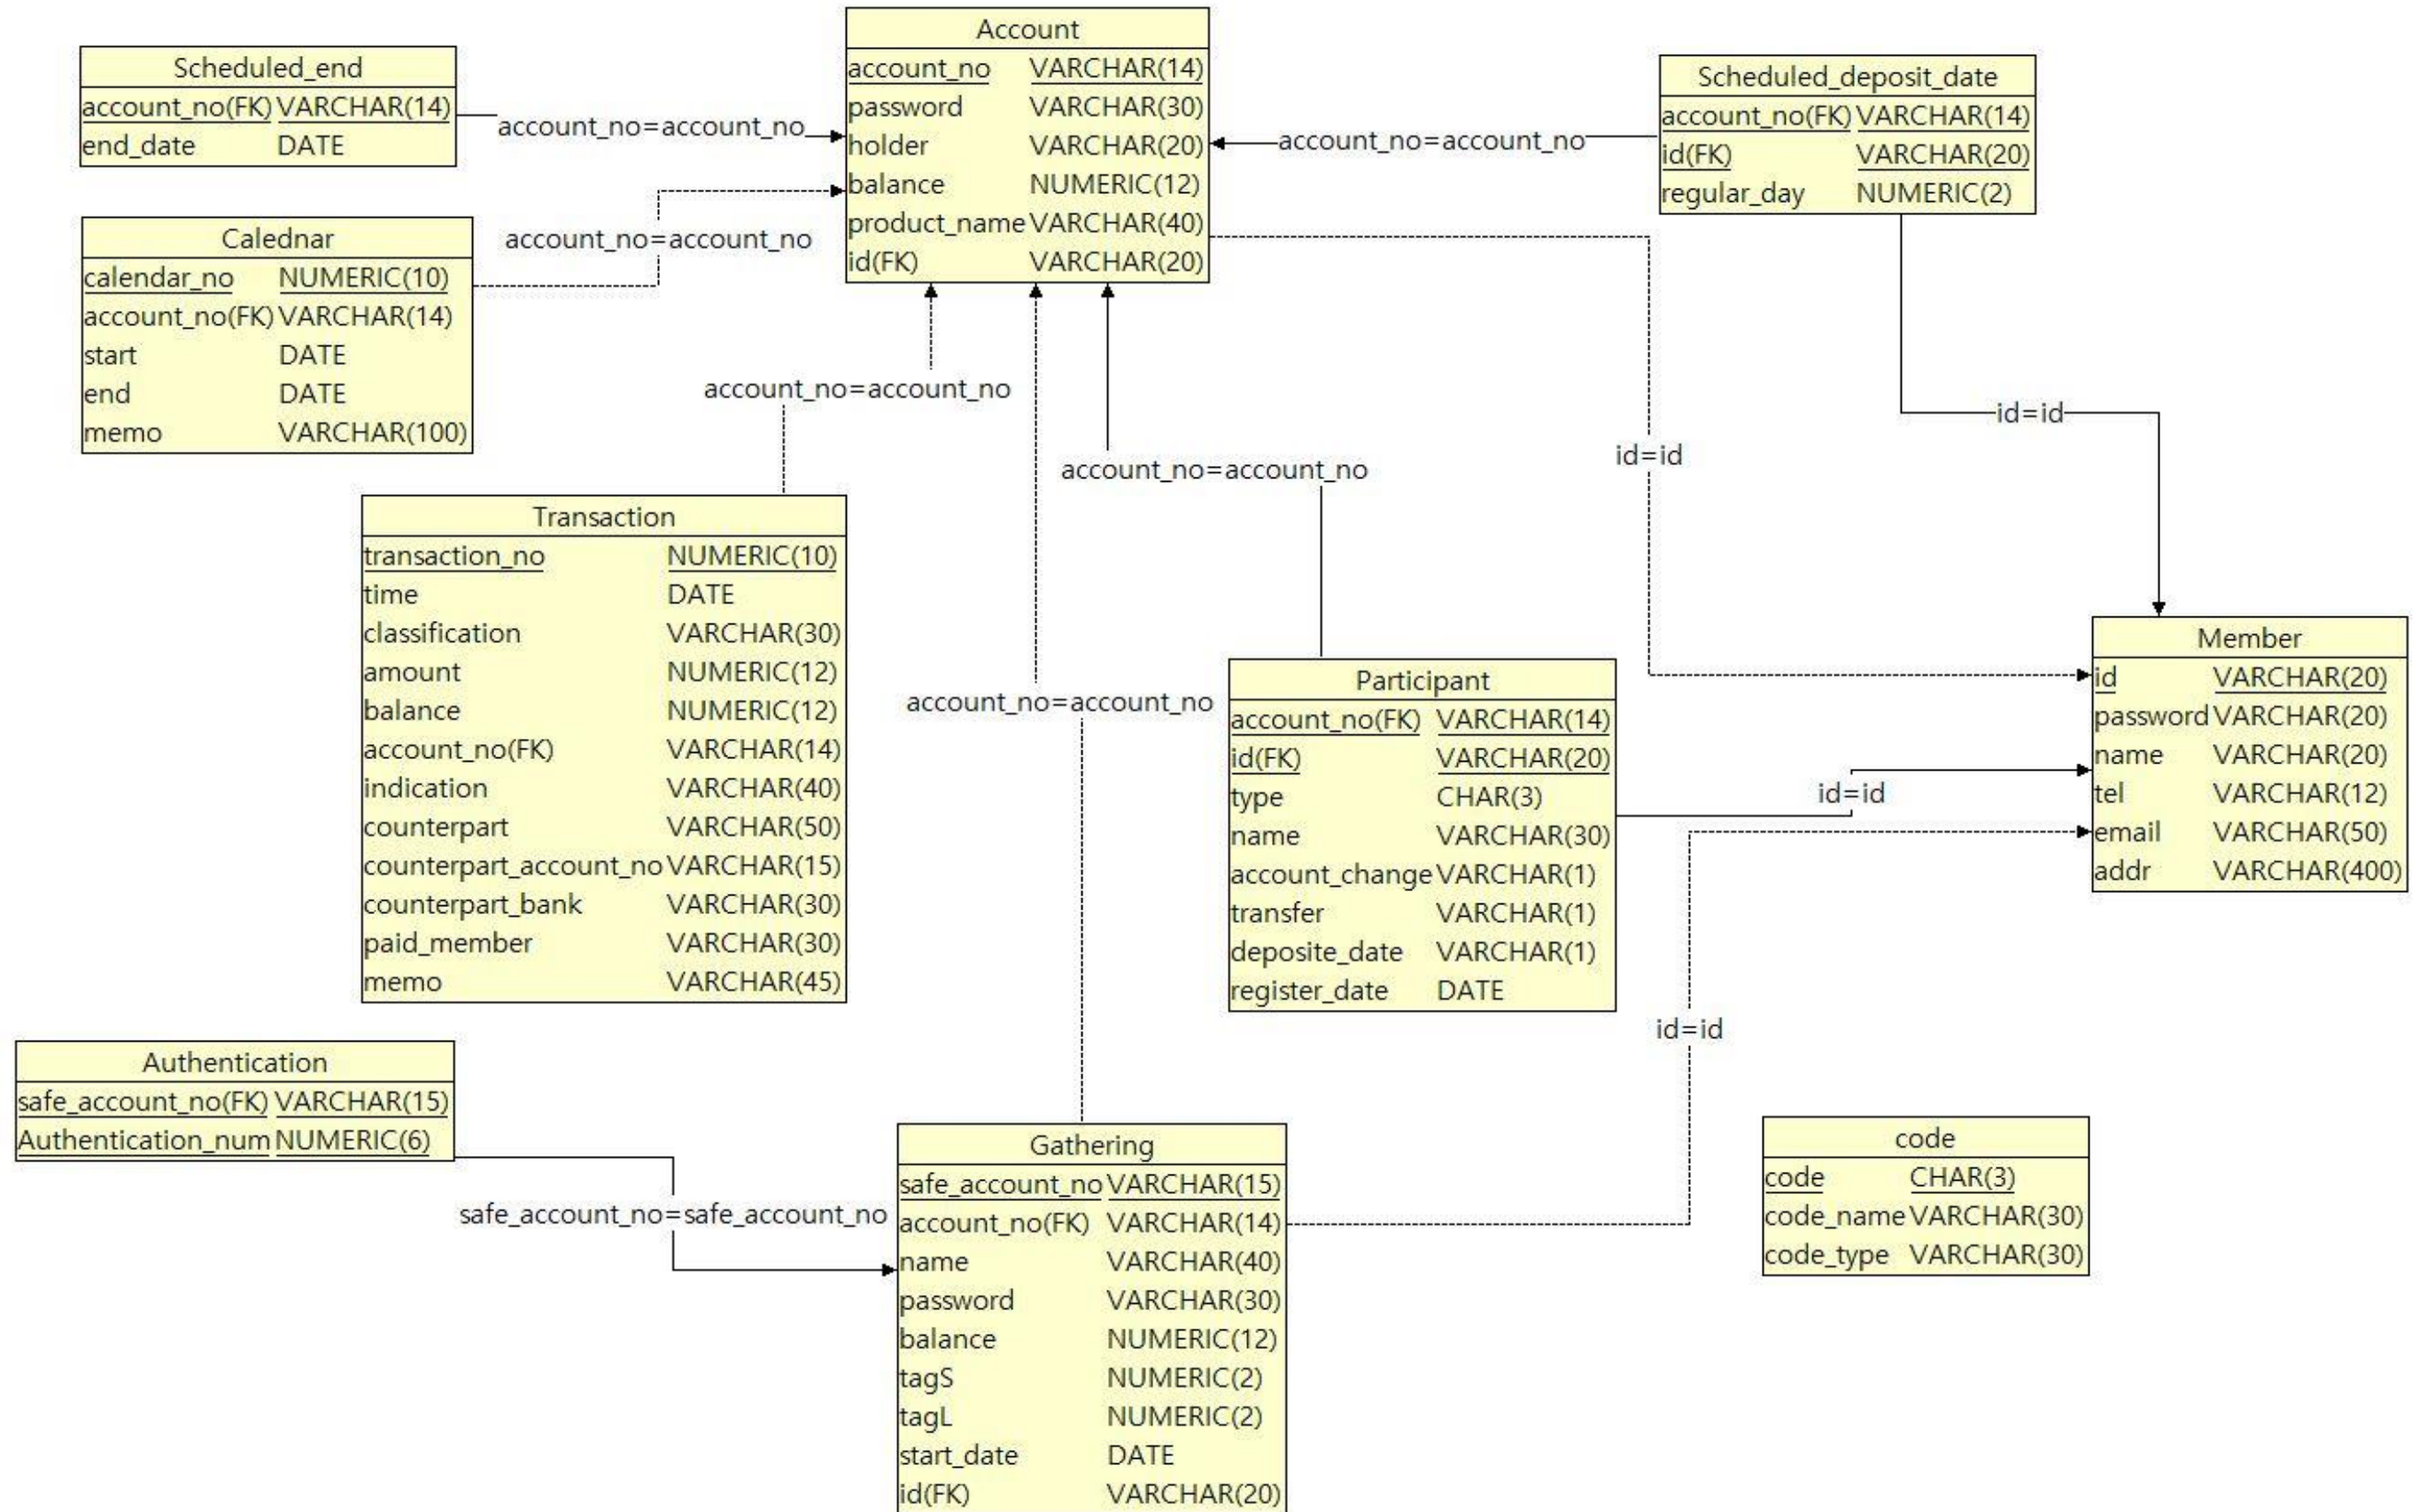 Account
account_no VARCHAR(14)
password VARCHAR(30)
holder VARCHAR(20)
balance NUMERIC(12)
product_name VARCHAR(40)
id(FK) VARCHAR(20)
Scheduled_end
account_no(FK) VARCHAR(14)
end_date DATE
account_no=account_no
Scheduled_deposit_date
account_no(FK) VARCHAR(14)
id(FK) VARCHAR(20)
regular_day NUMERIC(2)
account_no=account_no
Calednar
calendar_no NUMERIC(10)
account_no(FK) VARCHAR(14)
start DATE
end DATE
memo VARCHAR(100)
account_no=account_no
account_no=account_no
account_no=account_no
id=id
id=id
Transaction
transaction_no NUMERIC(10)
time DATE
classification VARCHAR(30)
amount NUMERIC(12)
balance NUMERIC(12)
account_no(FK) VARCHAR(14)
indication VARCHAR(40)
counterpart VARCHAR(50)
counterpart_account_no VARCHAR(15)
counterpart_bank VARCHAR(30)
paid_member VARCHAR(30)
memo VARCHAR(45)
account_no=account_no
Participant
account_no(FK) VARCHAR(14)
id(FK) VARCHAR(20)
type CHAR(3)
name VARCHAR(30)
account_change VARCHAR(1)
transfer VARCHAR(1)
deposite_date VARCHAR(1)
register_date DATE
id=id
Member
id VARCHAR(20)
password VARCHAR(20)
name VARCHAR(20)
tel VARCHAR(12)
email VARCHAR(50)
addr VARCHAR(400)
id=id
Authentication
safe_account_no(FK) VARCHAR(15)
Authentication_num NUMERIC(6)
safe_account_no=safe_account_no
Gathering
safe_account_no VARCHAR(15)
account_no(FK) VARCHAR(14)
name VARCHAR(40)
password VARCHAR(30)
balance NUMERIC(12)
tagS NUMERIC(2)
tagL NUMERIC(2)
start_date DATE
id(FK) VARCHAR(20)
code
code CHAR(3)
code_name VARCHAR(30)
code_type VARCHAR(30)